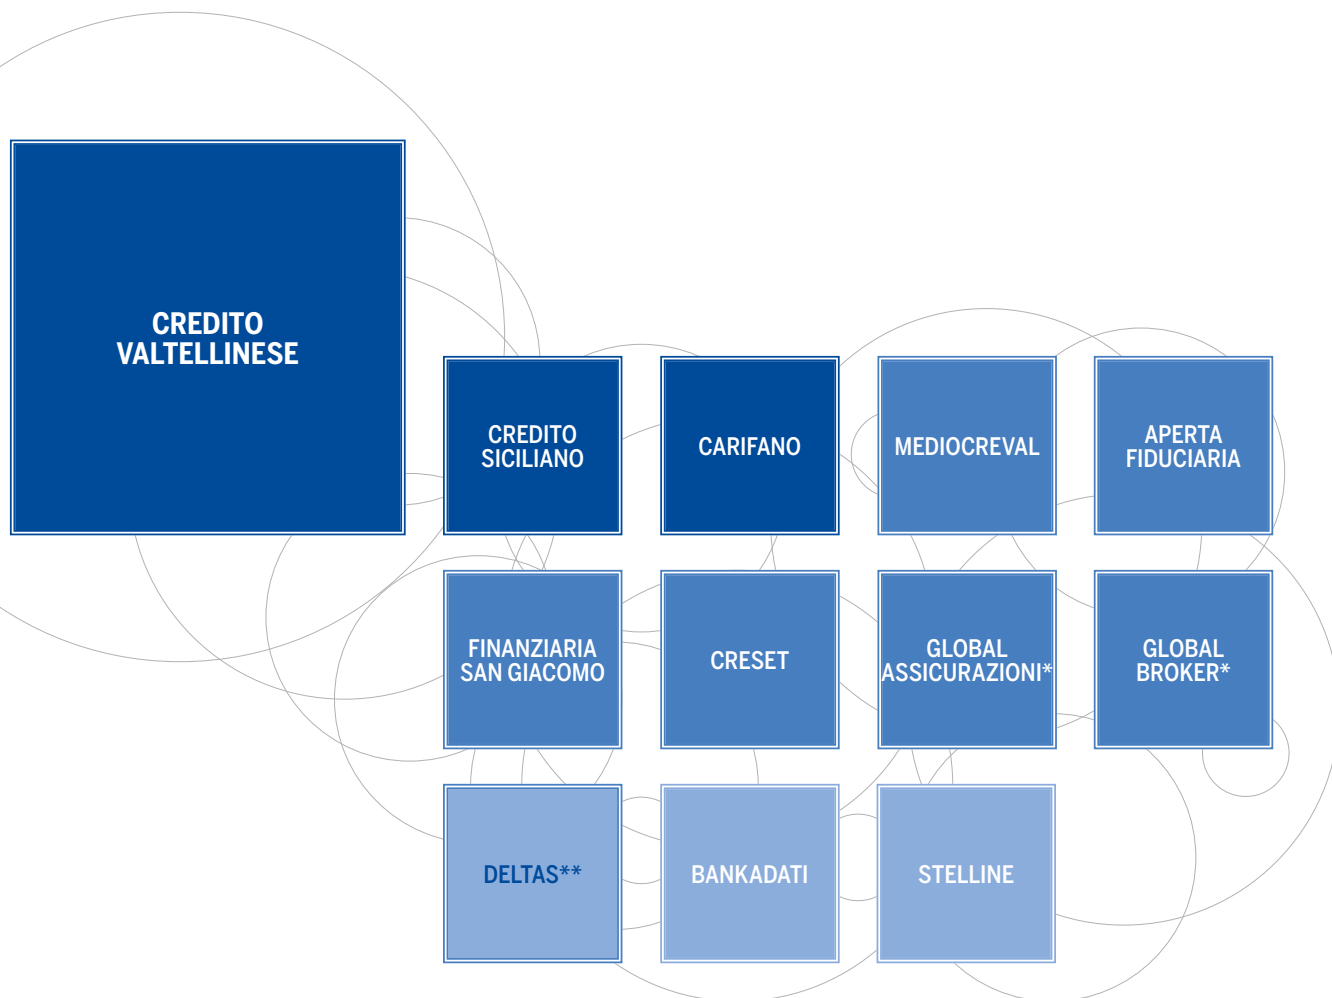 CREDITO
VALTELLINESE
CREDITO
SICILIANO
CARIFANO
MEDIOCREVAL
APERTA
FIDUCIARIA
FINANZIARIA
SAN GIACOMO
CRESET
GLOBAL
ASSICURAZIONI*
GLOBAL
BROKER*
DELTAS**
BANKADATI
STELLINE